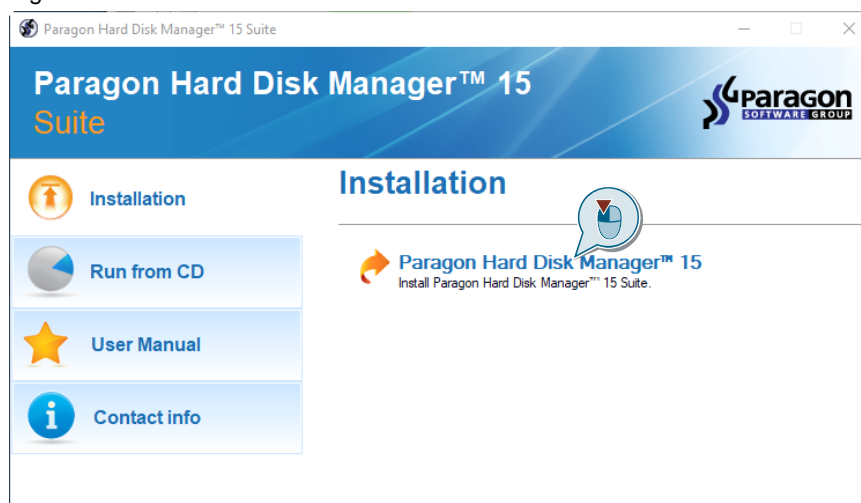 Paragon Hard Disk Manager™ 15 Suite
Paragon Hard Disk Manager™ 15
Suite
Paragon
SOFTWARE GROUP
Installation
Run from CD
User Manual
Contact info
Installation
Paragon Hard Disk Manager™ 15
Install Paragon Hard Disk Manager™ 15 Suite.